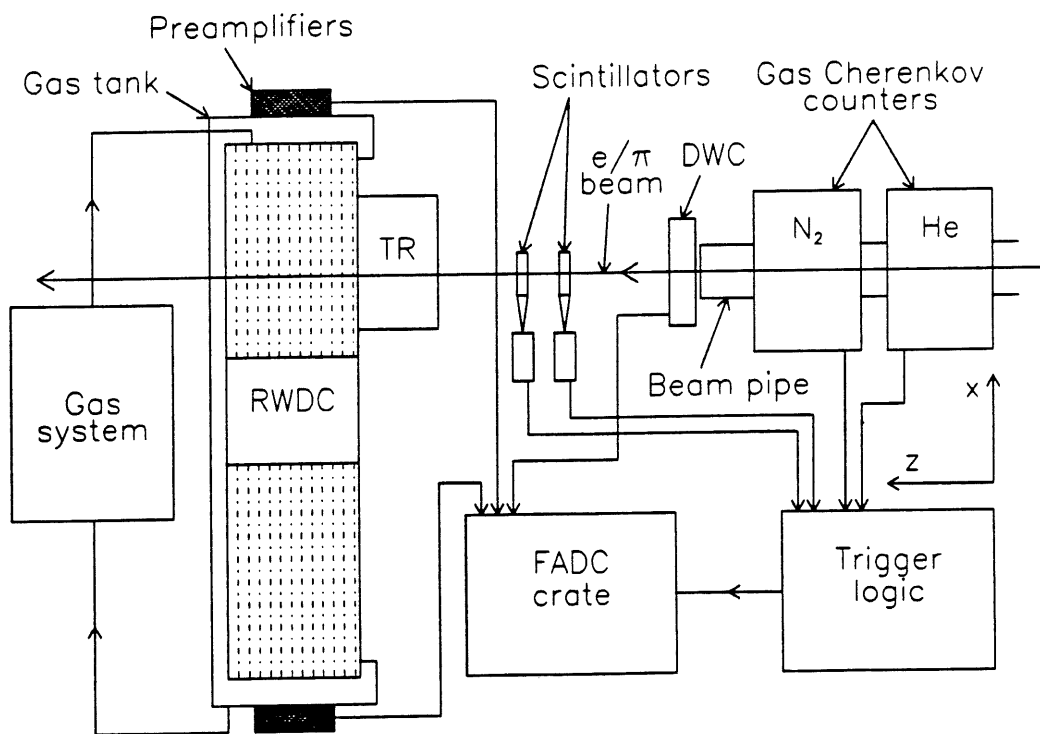 Preamplifiers
Gas tank
Scintillators
Gas Cherenkov
counters
e/π
beam
DWC
N₂
He
TR
RWDC
Beam pipe
Gas
system
x
z
FADC
crate
Trigger
logic